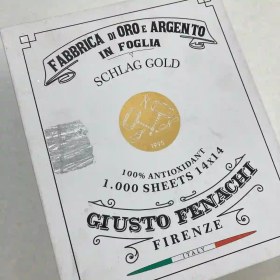 FABBRICA DI ORO E ARGENTO
IN FOGLIA
SCHLAG GOLD
100% ANTIOXIDANT
1.000 SHEETS 14X14
GIUSTO FENACHI
FIRENZE
ITALY